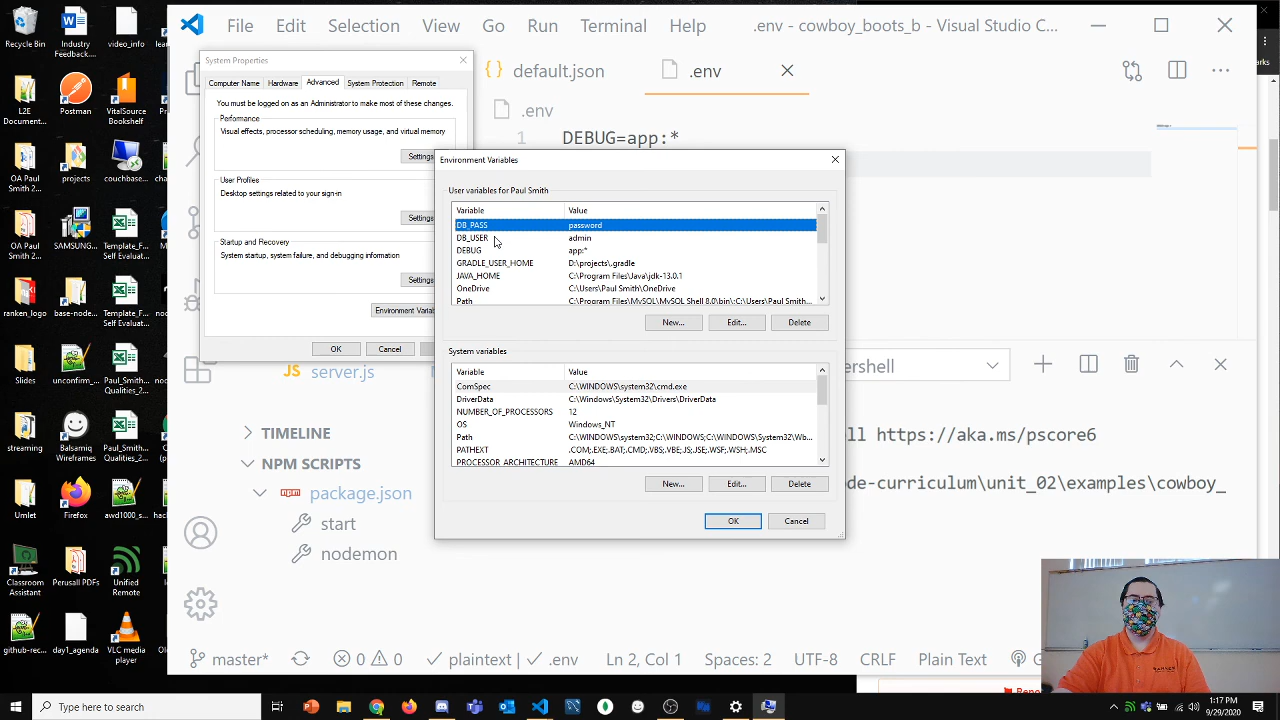 File Edit Selection View Go Run Terminal Help .env - cowboy_boots_b - Visual Studio C...
Recycle Bin
Industry Feedback...
video_info
System Properties
Computer Name Hardware Advanced System Protection Remote
You must be logged on as an Administrator to make most of these changes.
Performance
Visual effects, processor scheduling, memory usage, and virtual memory
Settings
User Profiles
Desktop settings related to your sign-in
Settings
Startup and Recovery
System startup, system failure, and debugging information
Settings
Environment Variab
OK Cancel
default.json .env
.env
1 DEBUG=app:*
Environment Variables
User variables for Paul Smith
Variable Value
DB_PASS password
DB_USER admin
DEBUG app:*
GRADLE_USER_HOME D:\projects\.gradle
JAVA_HOME C:\Program Files\Java\jdk-13.0.1
OneDrive C:\Users\Paul Smith\OneDrive
Path C:\Program Files\MySQL\MySQL Shell 8.0\bin\;C:\Users\Paul Smith...
New... Edit... Delete
System variables
Variable Value
ComSpec C:\WINDOWS\system32\cmd.exe
DriverData C:\Windows\System32\Drivers\DriverData
NUMBER_OF_PROCESSORS 12
OS Windows_NT
Path C:\WINDOWS\system32;C:\WINDOWS;C:\WINDOWS\System32\Wb...
PATHEXT .COM;.EXE;.BAT;.CMD;.VBS;.VBE;.JS;.JSE;.WSF;.WSH;.MSC
PROCESSOR_ARCHITECTURE AMD64
New... Edit... Delete
OK Cancel
ershell
ll https://aka.ms/pscore6
de-curriculum\unit_02\examples\cowboy_
server.js
TIMELINE
NPM SCRIPTS
package.json
start
nodemon
L2E Document...
Postman
VitalSource Bookshelf
OA Paul Smith 2...
projects
couchbase...
OA Paul Smith 20...
SAMSUNG...
Template_F... Self Evaluat...
ranken_logo
base-node...
Template_F... Self Evaluat...
Slides
unconfirm_...
Paul_Smith_... Qualities 2...
streaming
Balsamiq Wireframes
OA Paul Smith 2...
Umlet
Firefox
awd1000_s...
Classroom Assistant
Perusall PDFs
Unified Remote
github-rec...
day1_agenda
VLC media player
master* 0 0 plaintext | .env Ln 2, Col 1 Spaces: 2 UTF-8 CRLF Plain Text
Type here to search
1:17 PM
9/29/2020